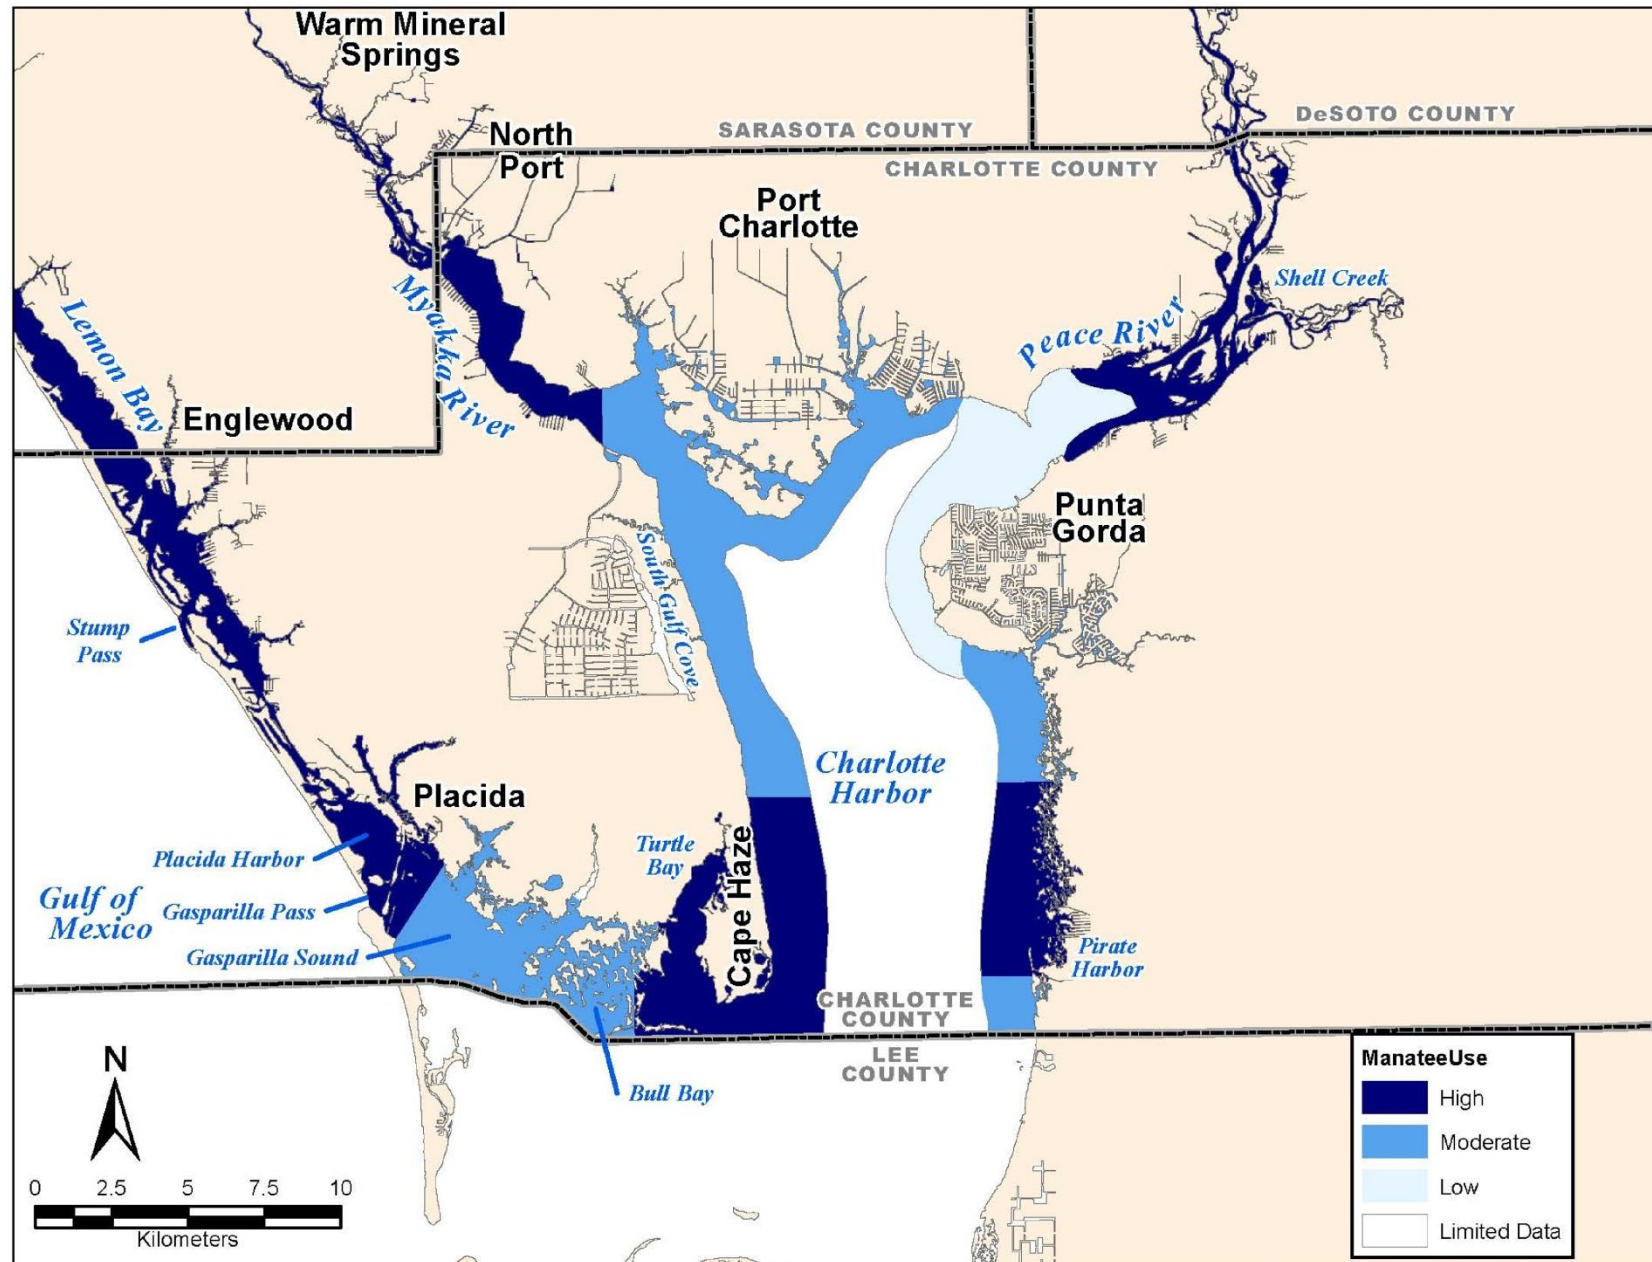 Warm Mineral
Springs
North
Port
SARASOTA COUNTY
DeSOTO COUNTY
CHARLOTTE COUNTY
Port
Charlotte
Shell Creek
Lemon Bay
Myakka River
Peace River
Englewood
Punta
Gorda
South Gulf Cove
Stump
Pass
Charlotte
Harbor
Placida
Placida Harbor
Turtle
Bay
Cape Haze
Gulf of
Mexico
Gasparilla Pass
Gasparilla Sound
Pirate
Harbor
CHARLOTTE
COUNTY
LEE
COUNTY
Bull Bay
N
0 2.5 5 7.5 10
Kilometers
ManateeUse
High
Moderate
Low
Limited Data